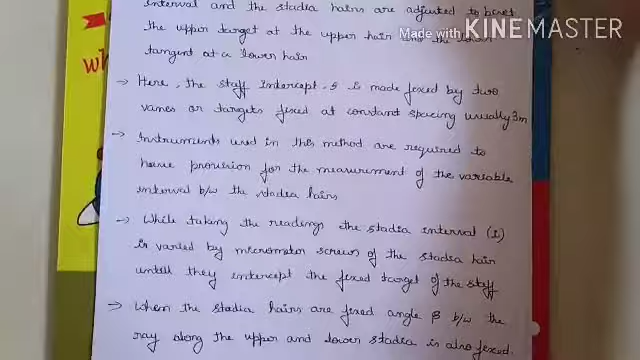 Made with KINEMASTER
interval and the stadia hairs are adjusted to bisect
the upper target at the upper hair and the lower
tangent at a lower hair
→ Here, the staff intercept, s is made fixed by two
vanes or targets fixed at constant spacing usually 3m
→ Instruments used in this method are required to
have provision for the measurement of the variable
interval b/w the stadia hairs
→ While taking the readings the stadia interval (i)
is varied by micrometer screws of the stadia hair
untill they intercept the fixed target of the staff
→ When the stadia hairs are fixed angle β b/w the
ray along the upper and lower stadia is also fixed.